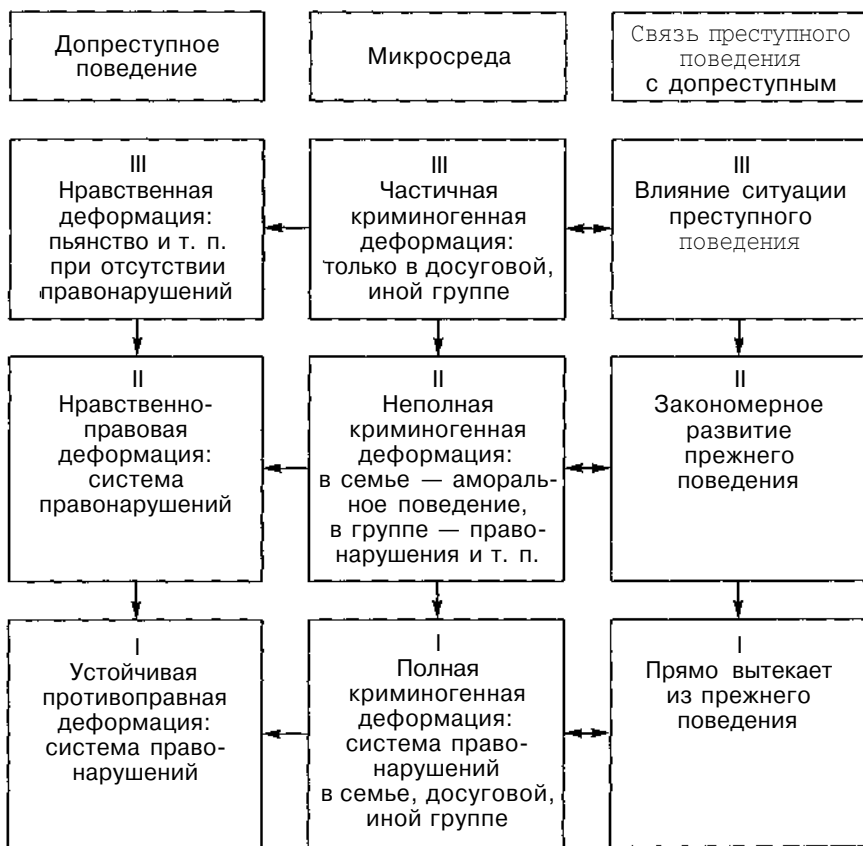 Допреступное
поведение
Микросреда
Связь преступного
поведения
с допреступным
III
Нравственная
деформация:
пьянство и т. п.
при отсутствии
правонарушений
III
Частичная
криминогенная
деформация:
только в досуговой,
иной группе
III
Влияние ситуации
преступного
поведения
II
Нравственно-
правовая
деформация:
система
правонарушений
II
Неполная
криминогенная
деформация:
в семье — амораль-
ное поведение,
в группе — право-
нарушения и т. п.
II
Закономерное
развитие
прежнего
поведения
I
Устойчивая
противоправная
деформация:
система право-
нарушений
I
Полная
криминогенная
деформация:
система право-
нарушений
в семье, досуговой,
иной группе
I
Прямо вытекает
из прежнего
поведения